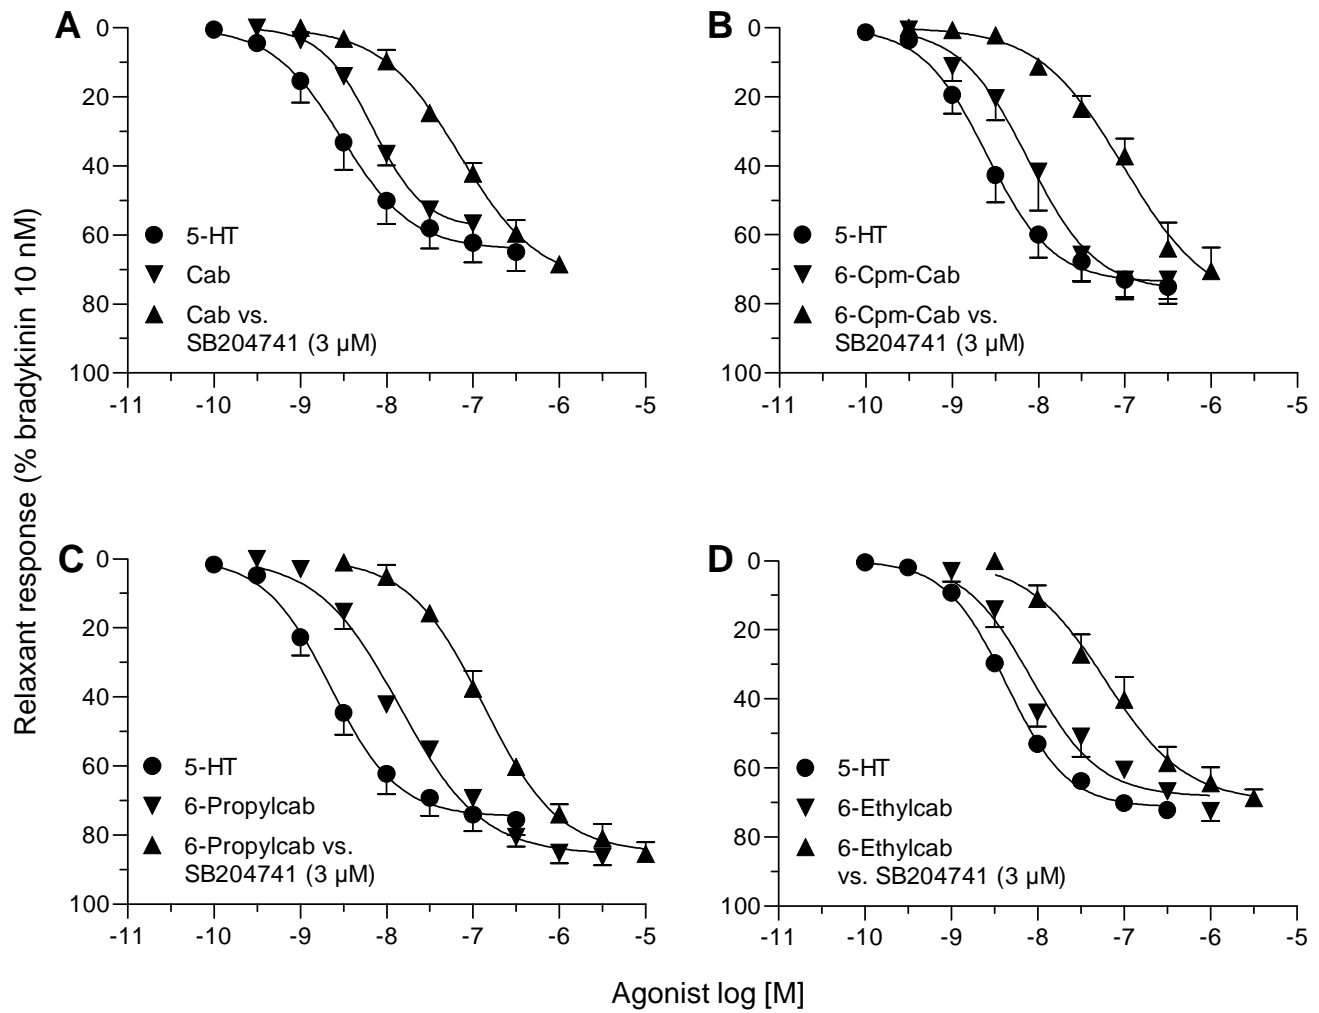 A
0
20
40
60
80
100
5-HT
Cab
Cab vs.
SB204741 (3 µM)
-11 -10 -9 -8 -7 -6 -5
B
0
20
40
60
80
100
5-HT
6-Cpm-Cab
6-Cpm-Cab vs.
SB204741 (3 µM)
-11 -10 -9 -8 -7 -6 -5
Relaxant response (% bradykinin 10 nM)
C
0
20
40
60
80
100
5-HT
6-Propylcab
6-Propylcab vs.
SB204741 (3 µM)
-11 -10 -9 -8 -7 -6 -5
D
0
20
40
60
80
100
5-HT
6-Ethylcab
6-Ethylcab
vs. SB204741 (3 µM)
-11 -10 -9 -8 -7 -6 -5
Agonist log [M]